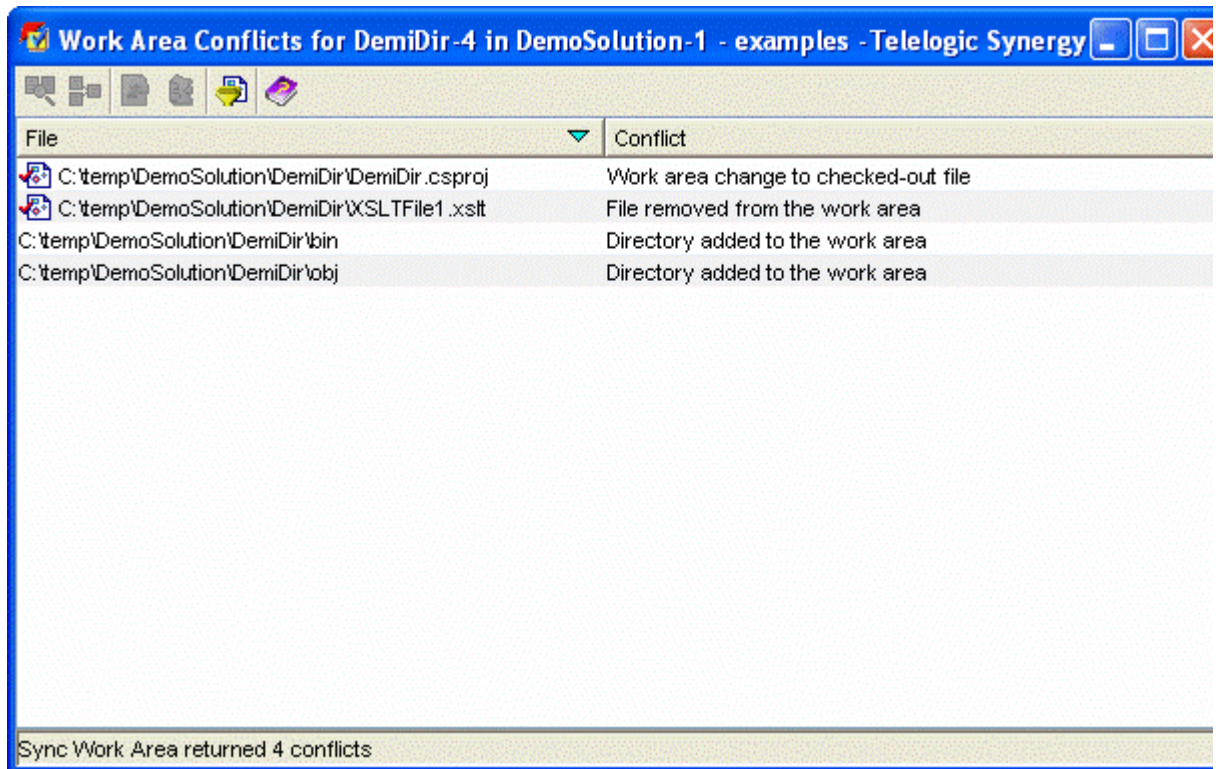 Work Area Conflicts for DemiDir-4 in DemoSolution-1 - examples - Telelogic Synergy
File Conflict
C:\temp\DemoSolution\DemiDir\DemiDir.csproj Work area change to checked-out file
C:\temp\DemoSolution\DemiDir\XSLTFile1.xslt File removed from the work area
C:\temp\DemoSolution\DemiDir\bin Directory added to the work area
C:\temp\DemoSolution\DemiDir\obj Directory added to the work area
Sync Work Area returned 4 conflicts